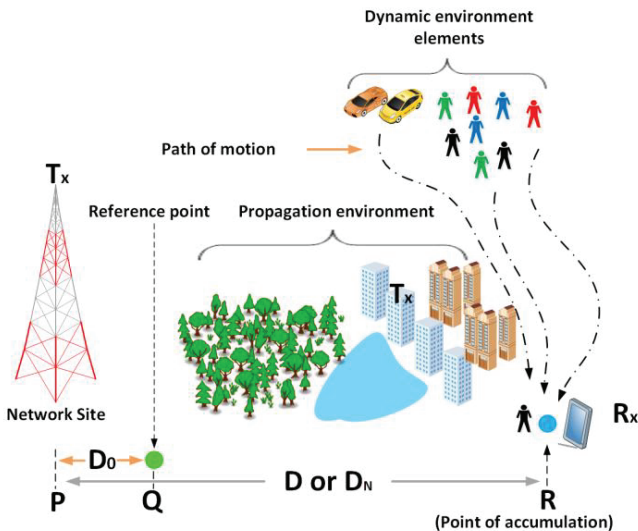 Dynamic environment
elements
Path of motion
Tx
Reference point
Propagation environment
Tx
Network Site
Rx
D0
D or DN
P
Q
R
(Point of accumulation)